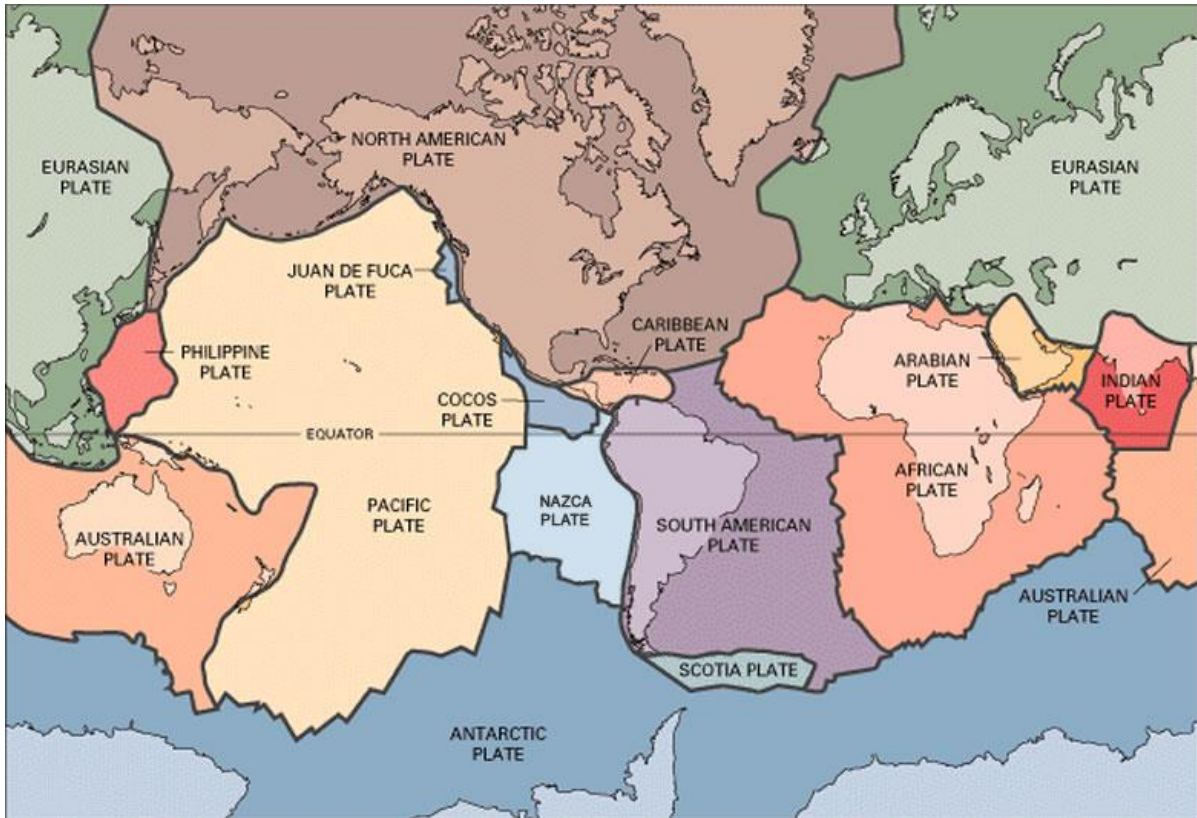 NORTH AMERICAN
PLATE
EURASIAN
PLATE
EURASIAN
PLATE
JUAN DE FUCA
PLATE
CARIBBEAN
PLATE
PHILIPPINE
PLATE
ARABIAN
PLATE
INDIAN
PLATE
COCOS
PLATE
EQUATOR
AFRICAN
PLATE
NAZCA
PLATE
PACIFIC
PLATE
SOUTH AMERICAN
PLATE
AUSTRALIAN
PLATE
AUSTRALIAN
PLATE
SCOTIA PLATE
ANTARCTIC
PLATE